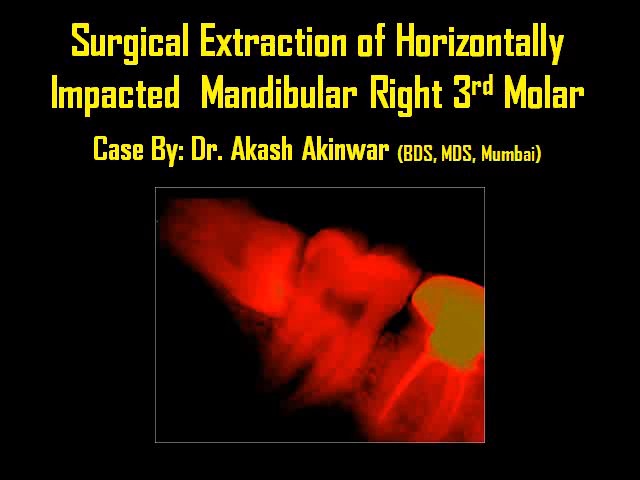 Surgical Extraction of Horizontally
Impacted Mandibular Right 3rd Molar
Case By: Dr. Akash Akinwar (BDS, MDS, Mumbai)